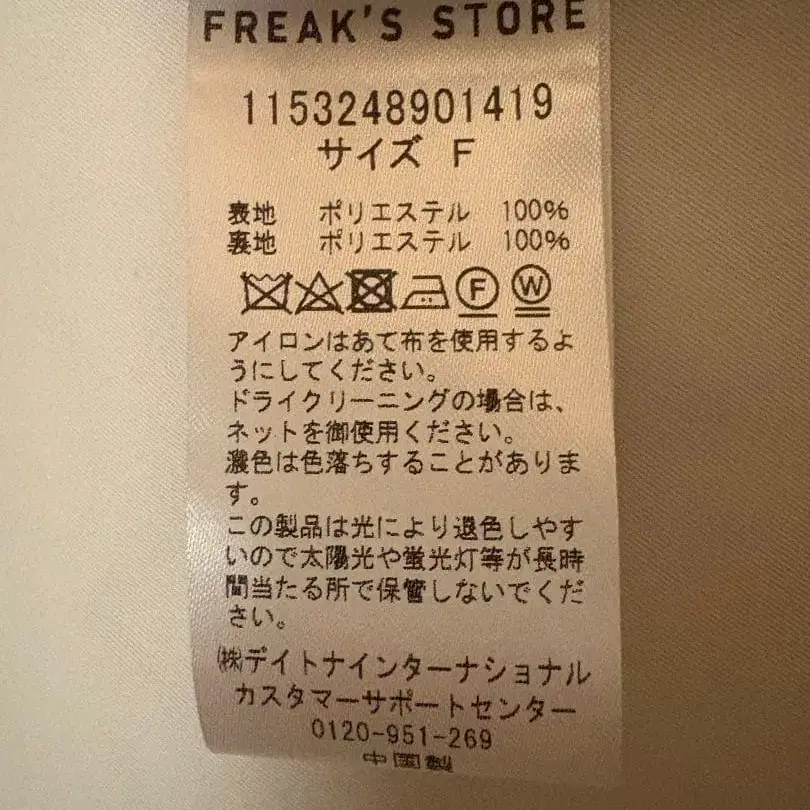 FREAK'S STORE
1153248901419
サイズ F
表地 ポリエステル 100%
裏地 ポリエステル 100%
F W
アイロンはあて布を使用するよ
うにしてください。
ドライクリーニングの場合は、
ネットを御使用ください。
濃色は色落ちすることがありま
す。
この製品は光により退色しやす
いので太陽光や蛍光灯等が長時
間当たる所で保管しないでくだ
さい。
㈱デイトナインターナショナル
カスタマーサポートセンター
0120-951-269
中国製